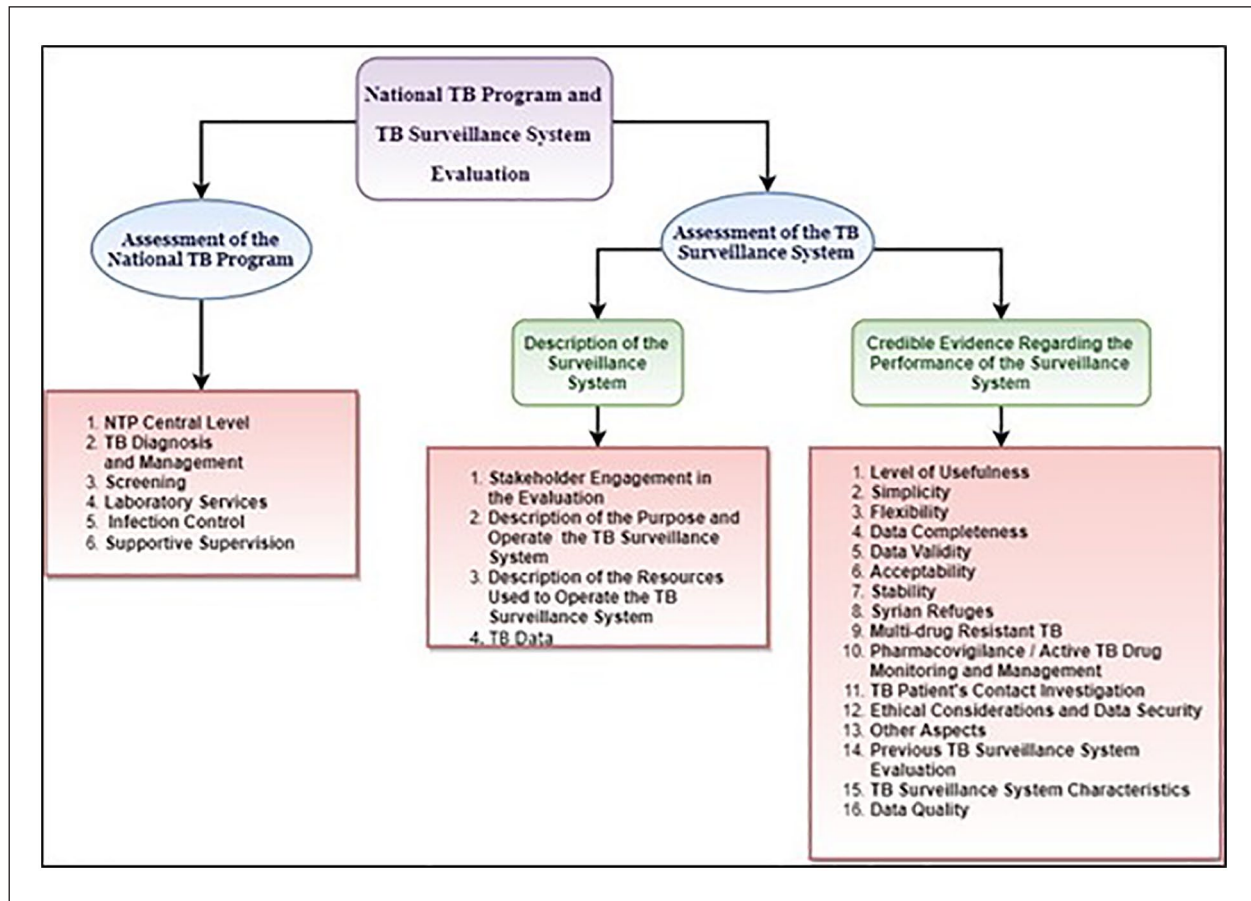 National TB Program and
TB Surveillance System
Evaluation
Assessment of the
National TB Program
Assessment of the TB
Surveillance System
Description of the
Surveillance
System
Credible Evidence Regarding the
Performance of the Surveillance
System
1. NTP Central Level
2. TB Diagnosis
and Management
3. Screening
4. Laboratory Services
5. Infection Control
6. Supportive Supervision
1. Stakeholder Engagement in
the Evaluation
2. Description of the Purpose and
Operate the TB Surveillance
System
3. Description of the Resources
Used to Operate the TB
Surveillance System
4. TB Data
1. Level of Usefulness
2. Simplicity
3. Flexibility
4. Data Completeness
5. Data Validity
6. Acceptability
7. Stability
8. Syrian Refuges
9. Multi-drug Resistant TB
10. Pharmacovigilance / Active TB Drug
Monitoring and Management
11. TB Patient's Contact Investigation
12. Ethical Considerations and Data Security
13. Other Aspects
14. Previous TB Surveillance System
Evaluation
15. TB Surveillance System Characteristics
16. Data Quality